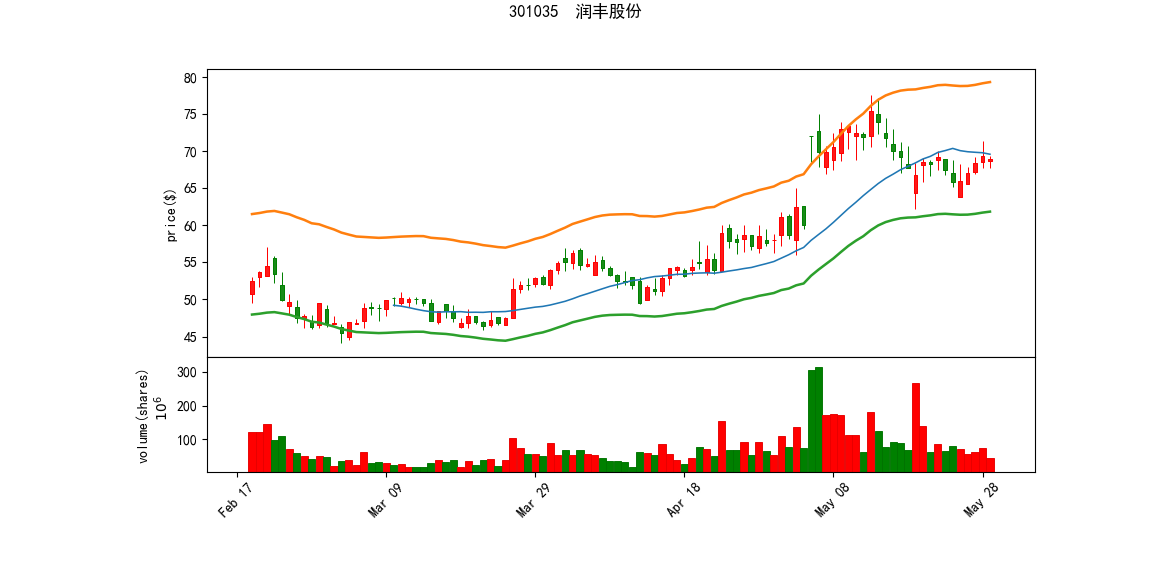 301035  润丰股份
80
75
70
65
60
55
50
45
price($)
300
200
100
volume(shares)
10^6
Feb 17
Mar 09
Mar 29
Apr 18
May 08
May 28